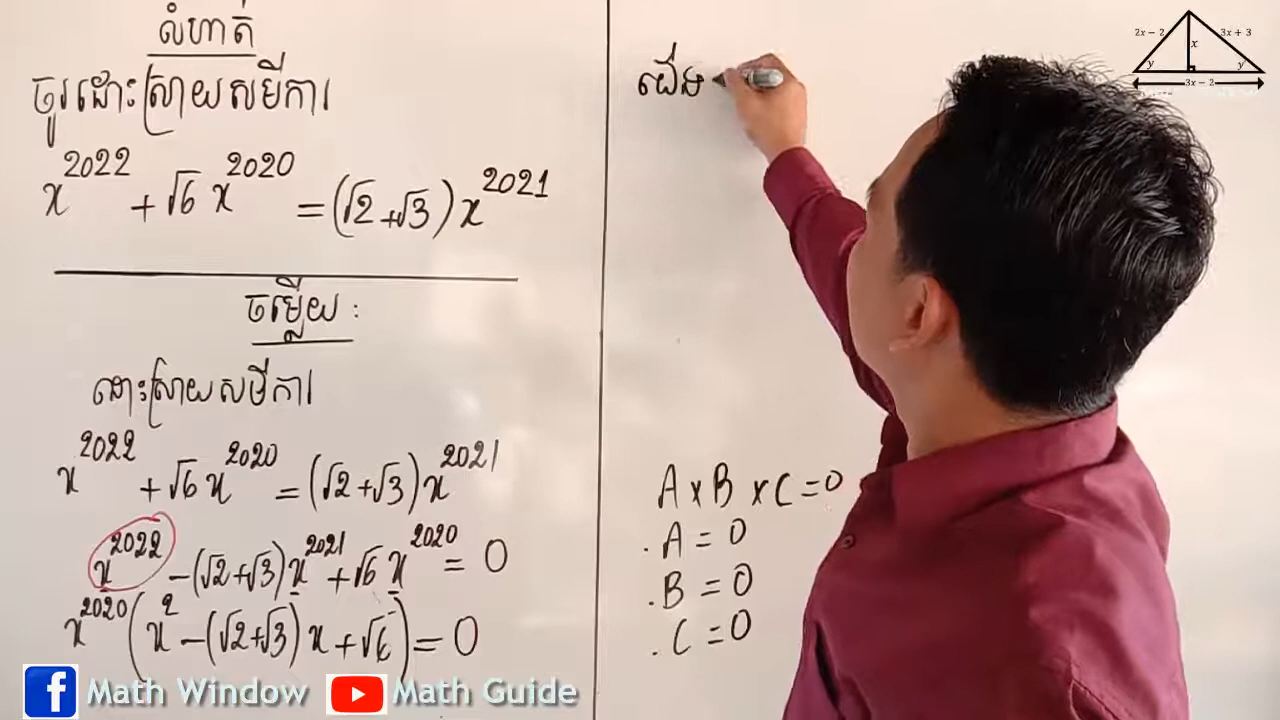 លំហាត់
ចូរដោះស្រាយសមីការ
x^2022 + √6 x^2020 = (√2 + √3) x^2021
ចម្លើយ :
ដោះស្រាយសមីការ
x^2022 + √6 x^2020 = (√2 + √3) x^2021
x^2022 - (√2 + √3) x^2021 + √6 x^2020 = 0
x^2020 (x^2 - (√2 + √3) x + √6) = 0
យើង
A x B x C = 0
. A = 0
. B = 0
. C = 0
2x − 2
3x + 3
x
y
y
3x − 2
Math Window
Math Guide